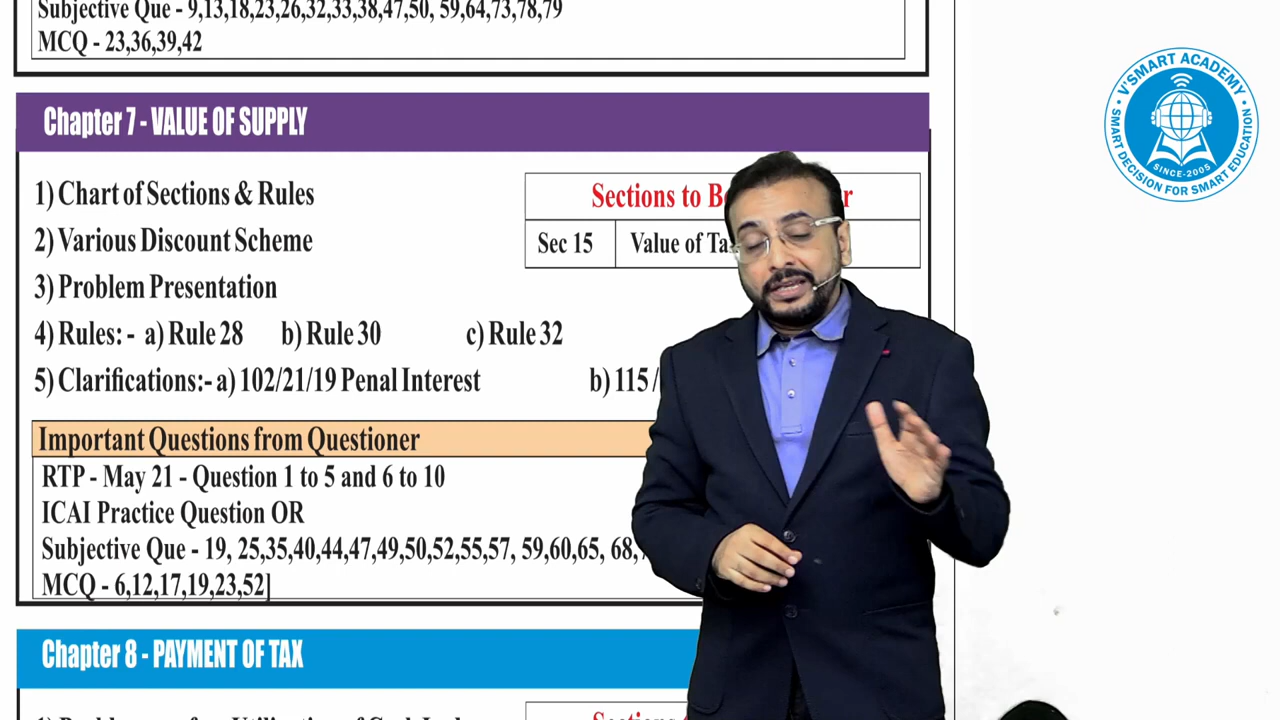 Subjective Que - 9,13,18,23,26,32,33,38,47,50, 59,64,73,78,79
MCQ - 23,36,39,42
Chapter 7 - VALUE OF SUPPLY
1) Chart of Sections & Rules
2) Various Discount Scheme
3) Problem Presentation
4) Rules: - a) Rule 28 b) Rule 30 c) Rule 32
5) Clarifications:- a) 102/21/19 Penal Interest b) 115/
Sections to
Sec 15 Value of
Important Questions from Questioner
RTP - May 21 - Question 1 to 5 and 6 to 10
ICAI Practice Question OR
Subjective Que - 19, 25,35,40,44,47,49,50,52,55,57, 59,60,65, 68,
MCQ - 6,12,17,19,23,52]
Chapter 8 - PAYMENT OF TAX
V'SMART ACADEMY
SINCE-2005
SMART DECISION FOR SMART EDUCATION